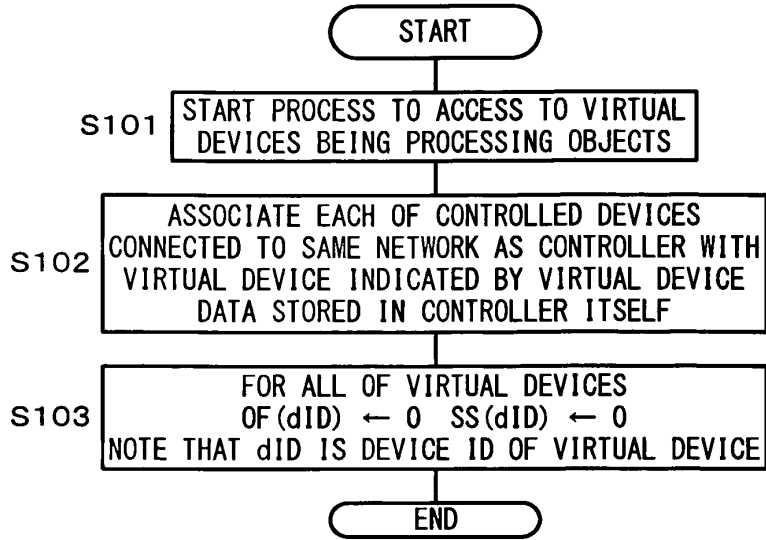 START
S101
START PROCESS TO ACCESS TO VIRTUAL
DEVICES BEING PROCESSING OBJECTS
S102
ASSOCIATE EACH OF CONTROLLED DEVICES
CONNECTED TO SAME NETWORK AS CONTROLLER WITH
VIRTUAL DEVICE INDICATED BY VIRTUAL DEVICE
DATA STORED IN CONTROLLER ITSELF
S103
FOR ALL OF VIRTUAL DEVICES
OF(dID) ← 0 SS(dID) ← 0
NOTE THAT dID IS DEVICE ID OF VIRTUAL DEVICE
END